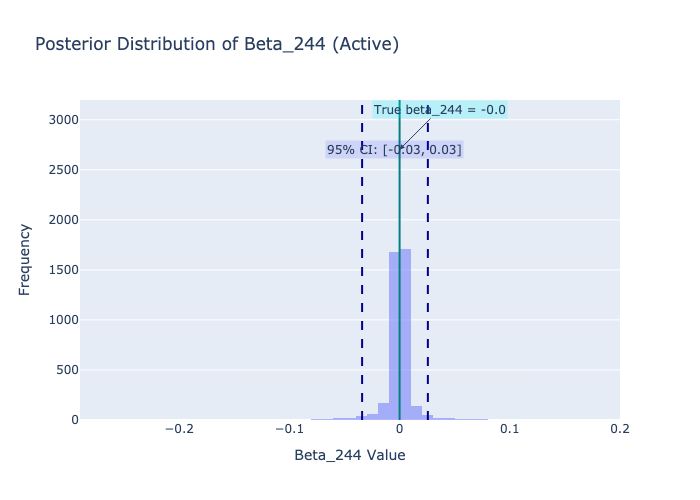 Posterior Distribution of Beta_244 (Active)
True beta_244 = -0.0
95% CI: [-0.03, 0.03]
3000
2500
2000
1500
1000
500
0
Frequency
−0.2
−0.1
0
0.1
0.2
Beta_244 Value